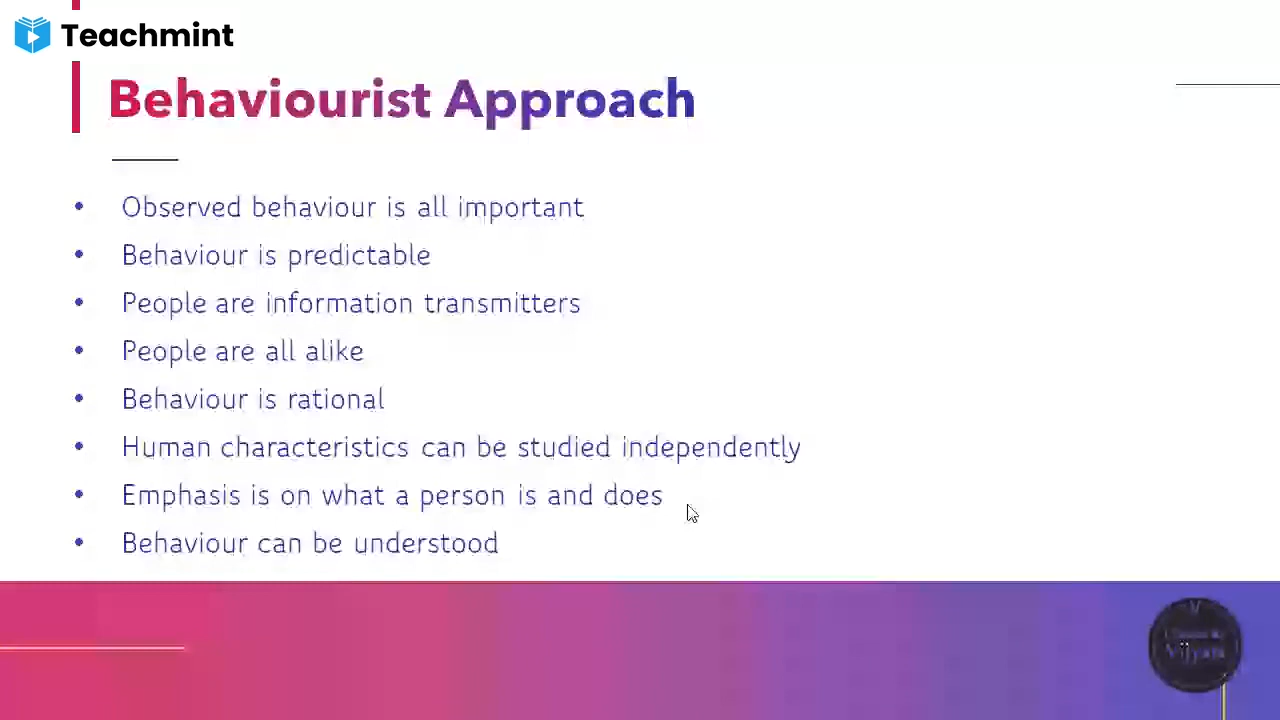 Teachmint
Behaviourist Approach
• Observed behaviour is all important
• Behaviour is predictable
• People are information transmitters
• People are all alike
• Behaviour is rational
• Human characteristics can be studied independently
• Emphasis is on what a person is and does
• Behaviour can be understood